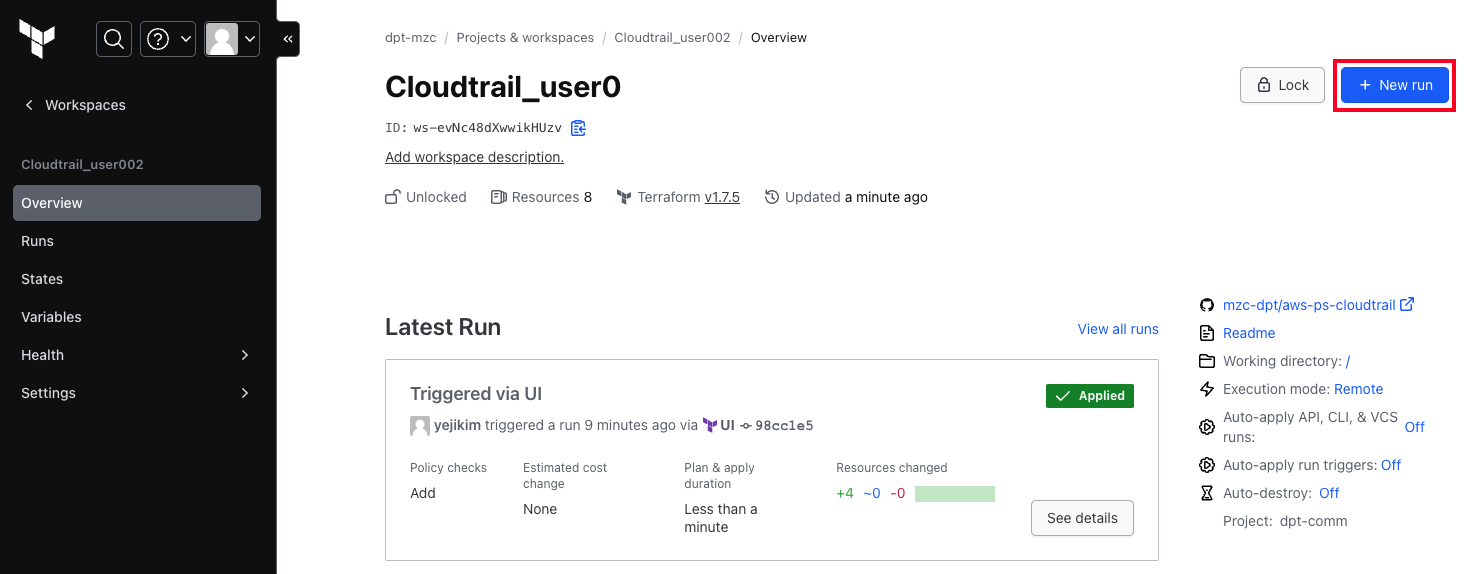 Workspaces
Cloudtrail_user002
Overview
Runs
States
Variables
Health
Settings
dpt-mzc / Projects & workspaces / Cloudtrail_user002 / Overview
Cloudtrail_user0
Lock
+ New run
ID: ws-evNc48dXwwikHUzv
Add workspace description.
Unlocked Resources 8 Terraform v1.7.5 Updated a minute ago
Latest Run
View all runs
Triggered via UI
Applied
yejikim triggered a run 9 minutes ago via UI 98cc1e5
Policy checks
Add
Estimated cost
change
None
Plan & apply
duration
Less than a
minute
Resources changed
+4 ~0 -0
See details
mzc-dpt/aws-ps-cloudtrail
Readme
Working directory: /
Execution mode: Remote
Auto-apply API, CLI, & VCS
runs: Off
Auto-apply run triggers: Off
Auto-destroy: Off
Project: dpt-comm